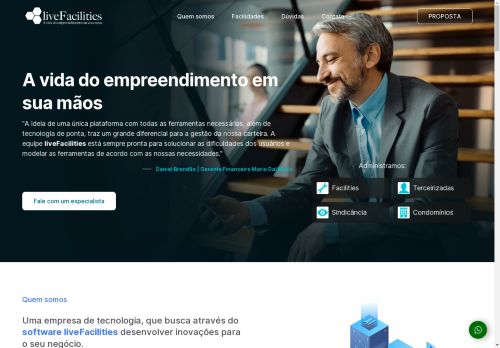 liveFacilities
Quem somos
Facilidades
Dúvidas
Contato
PROPOSTA
A vida do empreendimento em
sua mãos
"A ideia de uma única plataforma com todas as ferramentas necessárias, além de
tecnologia de ponta, traz um grande diferencial para a gestão da nossa carteira. A
equipe liveFacilities está sempre pronta para solucionar as dificuldades dos usuários e
modelar as ferramentas de acordo com as nossas necessidades."
Daniel Brandão | Gerente Financeiro Mario Dal
Fale com um especialista
Administramos:
Facilities
Terceirizadas
Sindicância
Condomínios
Quem somos
Uma empresa de tecnologia, que busca através do
software liveFacilities desenvolver inovações para
o seu negócio.